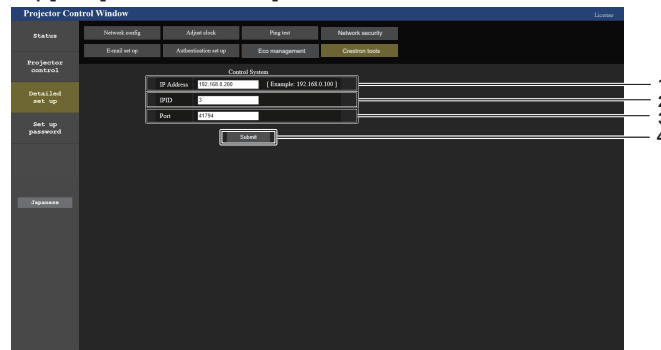 Projector Control Window License
Status
Network config Adjust clock Ping test Network security
E-mail set up Authentication set up Eco management Crestron tools
Projector control
Detailed set up
Set up password
Japanese
Control System
IP Address 192.168.0.200 [ Example: 192.168.0.100 ]
IPID 3
Port 41794
Submit
1
2
3
4